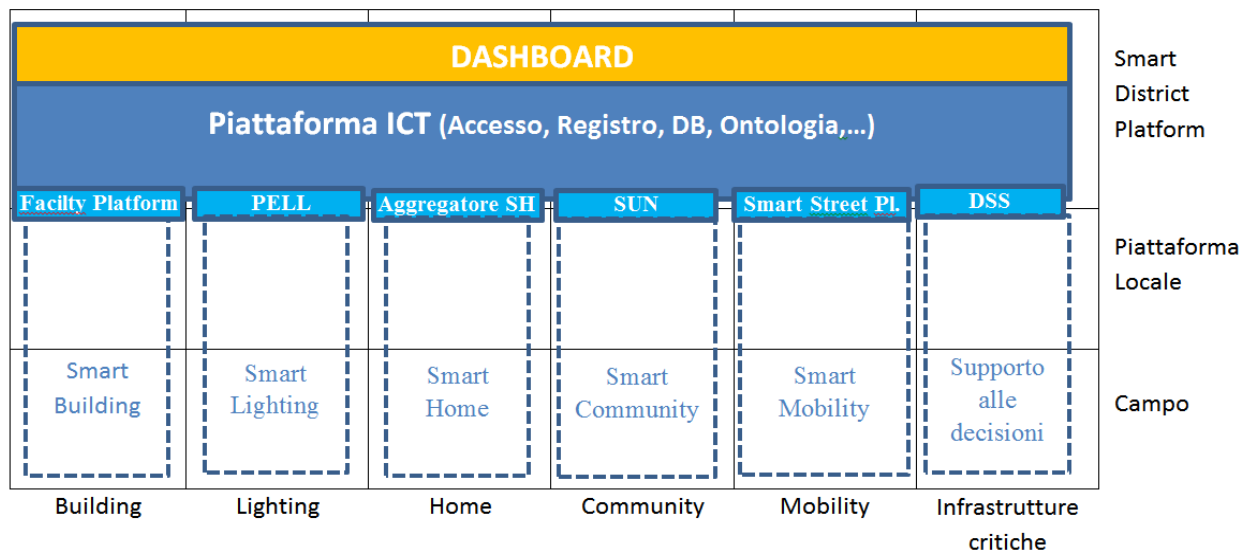 DASHBOARD
Piattaforma ICT (Accesso, Registro, DB, Ontologia,...)
Smart
District
Platform
Facilty Platform
PELL
Aggregatore SH
SUN
Smart Street Pl.
DSS
Piattaforma
Locale
Smart
Building
Smart
Lighting
Smart
Home
Smart
Community
Smart
Mobility
Supporto
alle
decisioni
Campo
Building
Lighting
Home
Community
Mobility
Infrastrutture
critiche